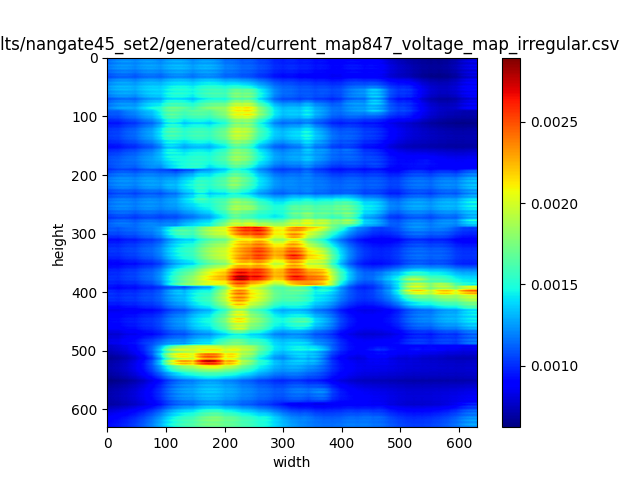 lts/nangate45_set2/generated/current_map847_voltage_map_irregular.csv
0
100
200
300
400
500
600
height
0 100 200 300 400 500 600
width
0.0025
0.0020
0.0015
0.0010